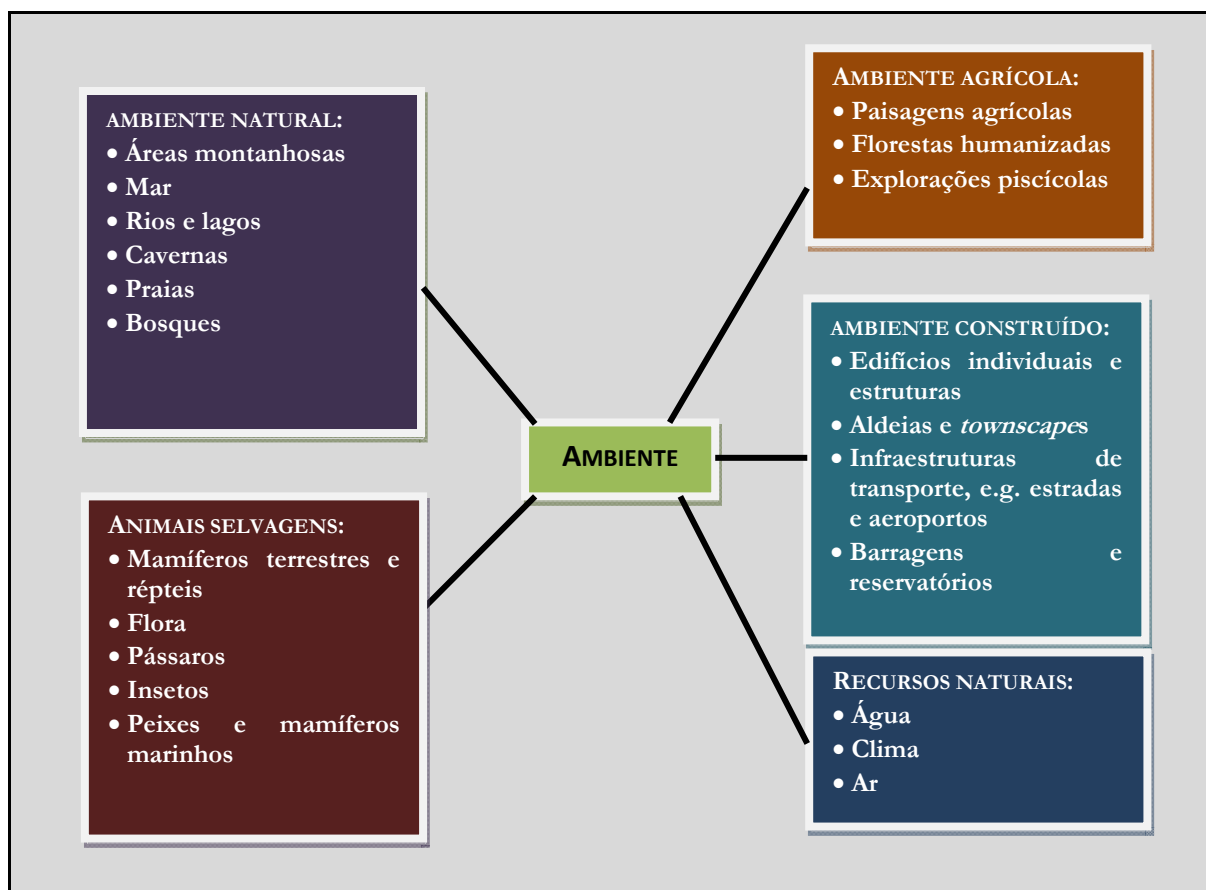 AMBIENTE NATURAL:
• Áreas montanhosas
• Mar
• Rios e lagos
• Cavernas
• Praias
• Bosques
ANIMAIS SELVAGENS:
• Mamíferos terrestres e
répteis
• Flora
• Pássaros
• Insetos
• Peixes e mamíferos
marinhos
AMBIENTE
AMBIENTE AGRÍCOLA:
• Paisagens agrícolas
• Florestas humanizadas
• Explorações piscícolas
AMBIENTE CONSTRUÍDO:
• Edifícios individuais e
estruturas
• Aldeias e townscapes
• Infraestruturas de
transporte, e.g. estradas
e aeroportos
• Barragens e
reservatórios
RECURSOS NATURAIS:
• Água
• Clima
• Ar